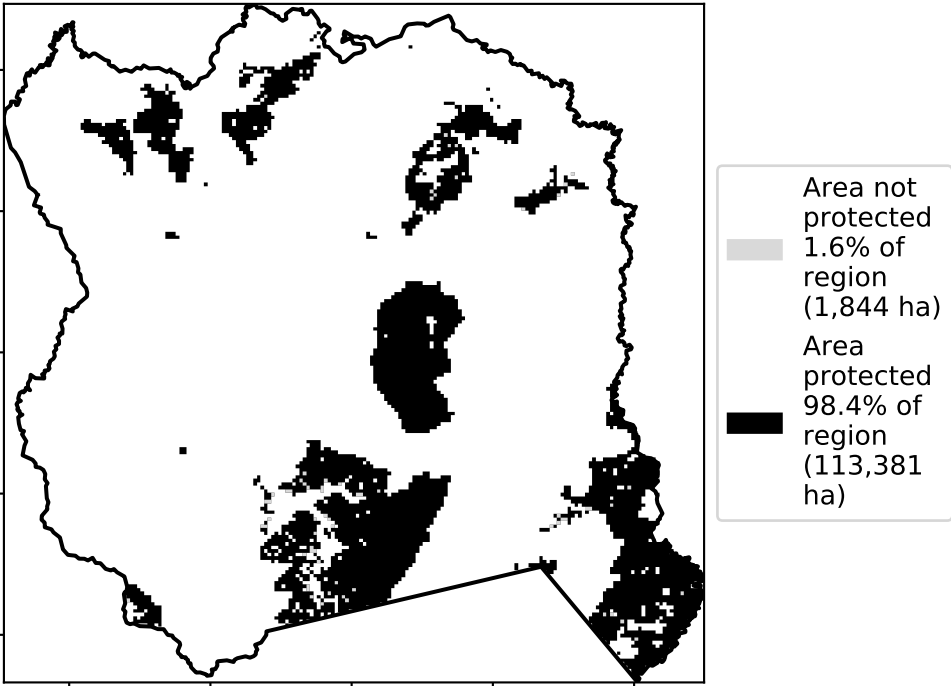 Area not
protected
1.6% of
region
(1,844 ha)
Area
protected
98.4% of
region
(113,381
ha)